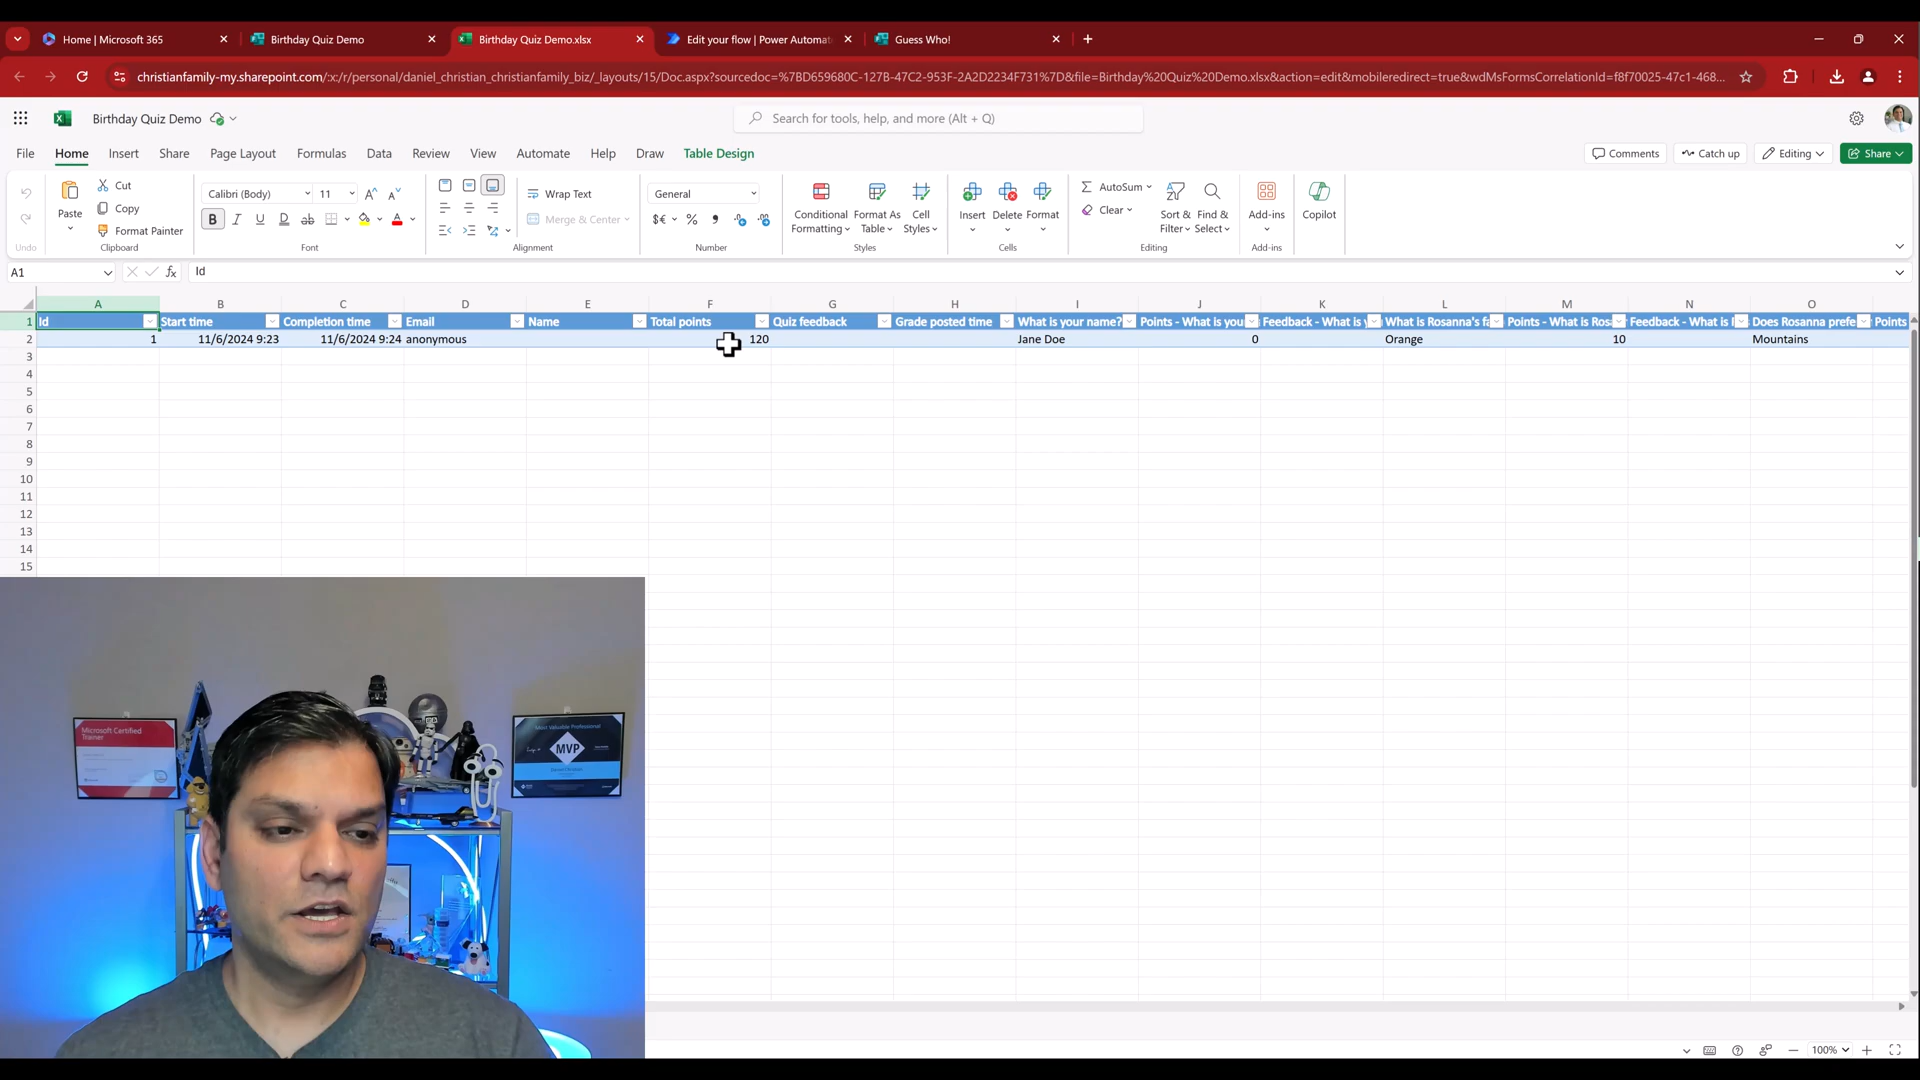 Home | Microsoft 365
Birthday Quiz Demo
Birthday Quiz Demo.xlsx
Edit your flow | Power Automat
Guess Who!
christianfamily-my.sharepoint.com/:x:/r/personal/daniel_christian_christianfamily_biz/_layouts/15/Doc.aspx?sourcedoc=%7BD659680C-127B-47C2-953F-2A2D2234F731%7D&file=Birthday%20Quiz%20Demo.xlsx&action=edit&mobileredirect=true&wdMsFormsCorrelationId=f8f70025-47c1-468...
Birthday Quiz Demo
Search for tools, help, and more (Alt + Q)
File Home Insert Share Page Layout Formulas Data Review View Automate Help Draw Table Design
Comments Catch up Editing Share
Paste
Cut
Copy
Format Painter
Calibri (Body) 11
B I U D ab A
Wrap Text
Merge & Center
General
$€ % 9
Conditional Formatting
Format As Table
Cell Styles
Insert Delete Format
AutoSum
Clear
Sort & Filter
Find & Select
Add-ins
Copilot
Undo Clipboard Font Alignment Number Styles Cells Editing Add-ins
A1 fx Id
A B C D E F G H I J K L M N O
1 Id Start time Completion time Email Name Total points Quiz feedback Grade posted time What is your name? Points - What is you Feedback - What is What is Rosanna's fa Points - What is Ros Feedback - What is Does Rosanna prefe Points
2 1 11/6/2024 9:23 11/6/2024 9:24 anonymous 120 Jane Doe 0 Orange 10 Mountains
3
4
5
6
7
8
9
10
11
12
13
14
15
Microsoft Certified
Trainer
Most Valuable Professional
MVP
100%